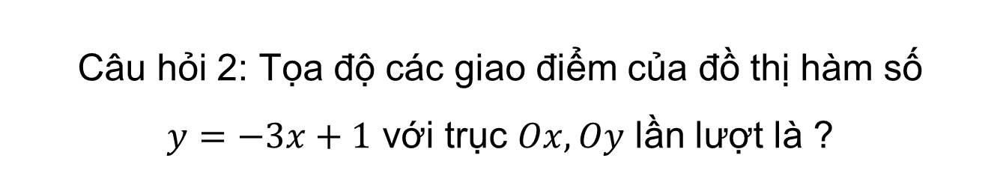 Câu hỏi 2: Tọa độ các giao điểm của đồ thị hàm số
y = −3x + 1 với trục Ox, Oy lần lượt là ?